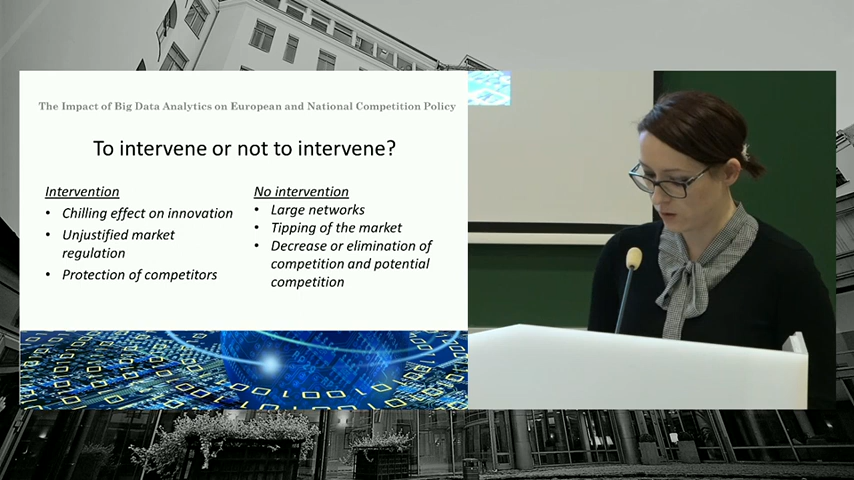 The Impact of Big Data Analytics on European and National Competition Policy
To intervene or not to intervene?
Intervention
• Chilling effect on innovation
• Unjustified market
regulation
• Protection of competitors
No intervention
• Large networks
• Tipping of the market
• Decrease or elimination of
competition and potential
competition